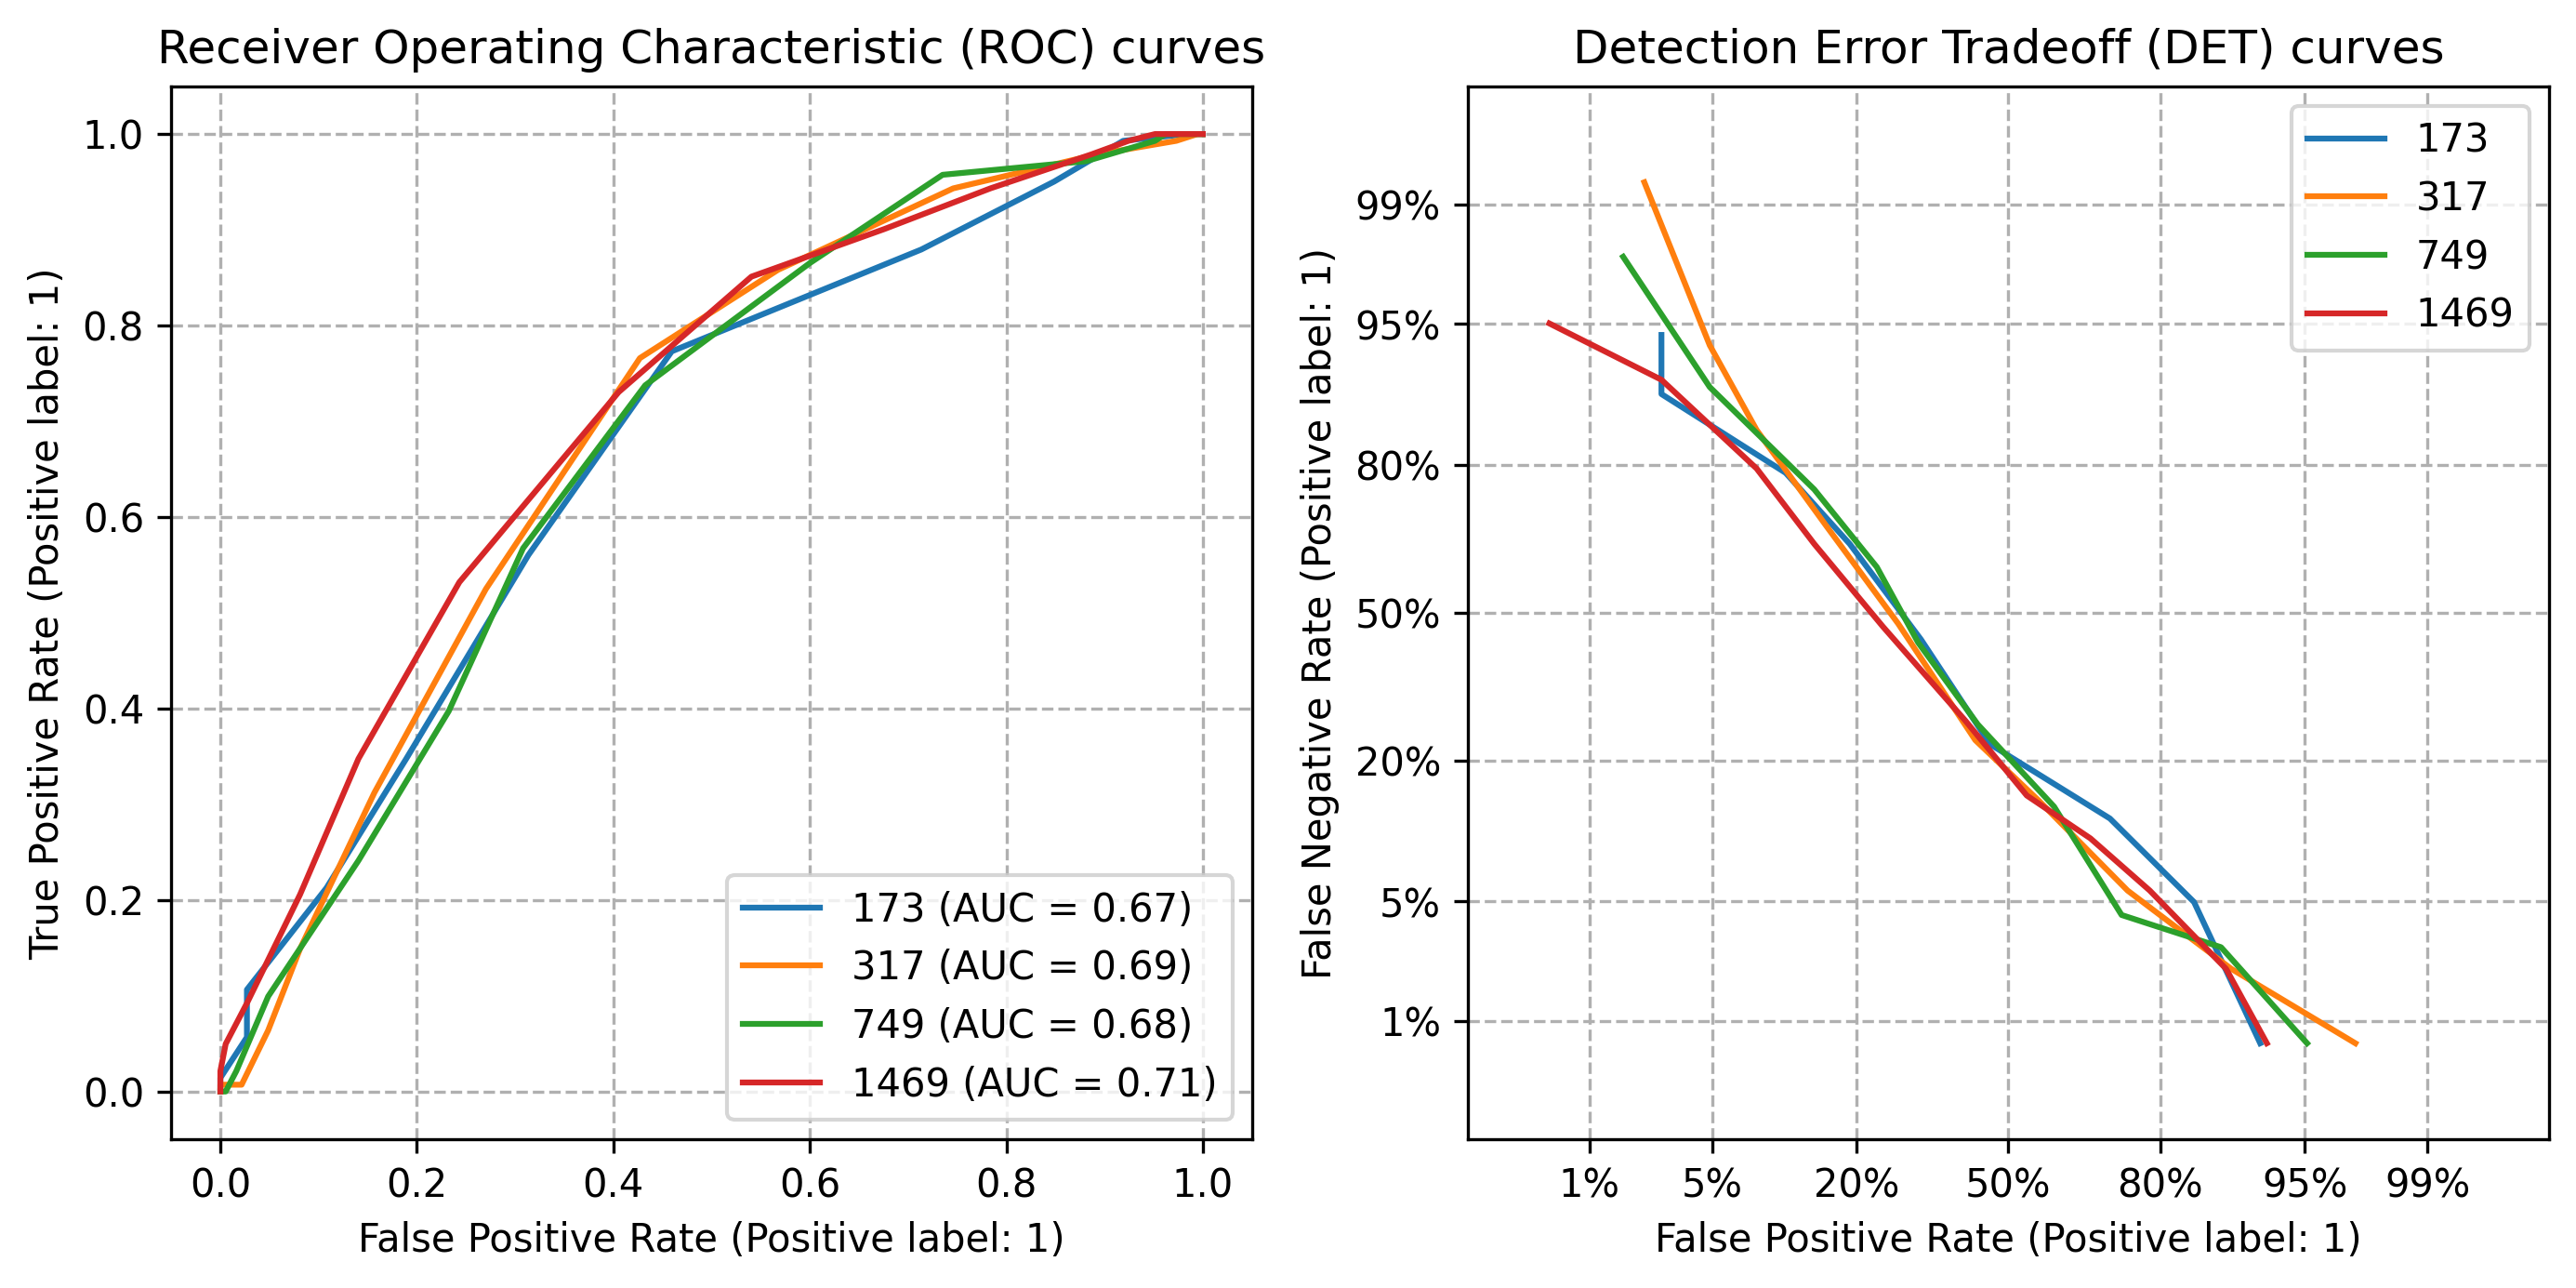 Receiver Operating Characteristic (ROC) curves
True Positive Rate (Positive label: 1)
1.0
0.8
0.6
0.4
0.2
0.0
173 (AUC = 0.67)
317 (AUC = 0.69)
749 (AUC = 0.68)
1469 (AUC = 0.71)
0.0 0.2 0.4 0.6 0.8 1.0
False Positive Rate (Positive label: 1)
Detection Error Tradeoff (DET) curves
False Negative Rate (Positive label: 1)
99%
95%
80%
50%
20%
5%
1%
173
317
749
1469
1% 5% 20% 50% 80% 95% 99%
False Positive Rate (Positive label: 1)